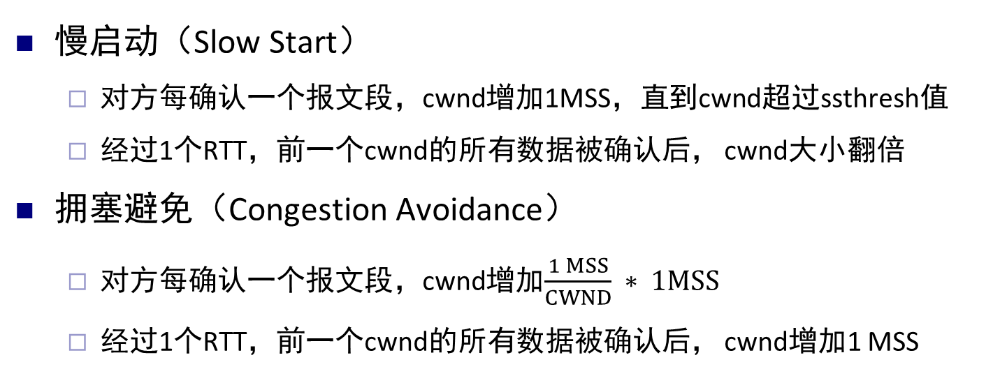 慢启动（Slow Start）
对方每确认一个报文段，cwnd增加1MSS，直到cwnd超过ssthresh值
经过1个RTT，前一个cwnd的所有数据被确认后， cwnd大小翻倍
拥塞避免（Congestion Avoidance）
对方每确认一个报文段，cwnd增加1 MSS/CWND * 1MSS
经过1个RTT，前一个cwnd的所有数据被确认后， cwnd增加1 MSS